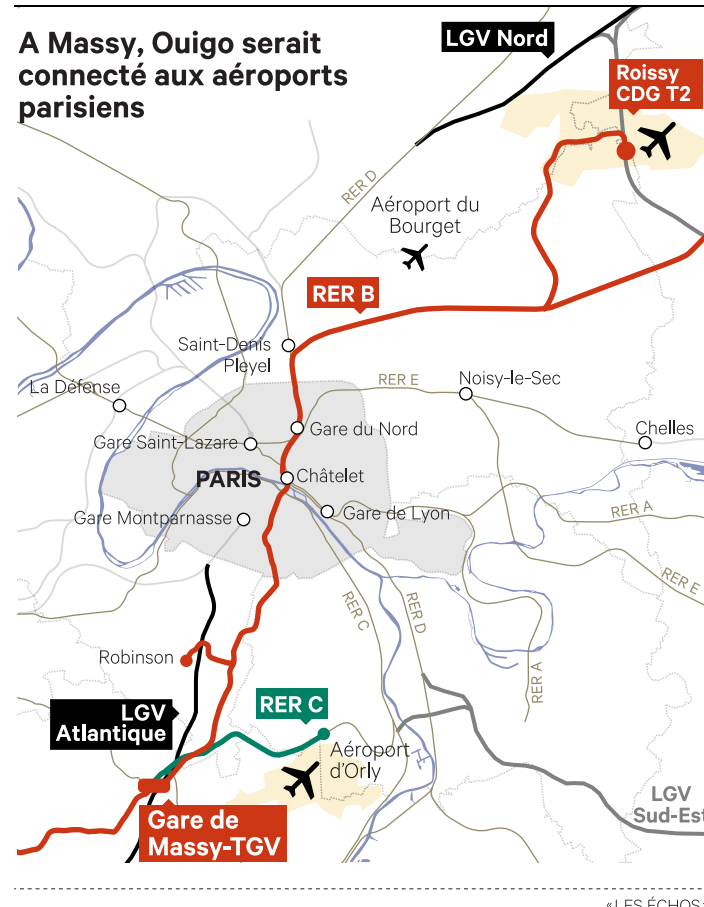 A Massy, Ouigo serait
connecté aux aéroports
parisiens
LGV Nord
Roissy
CDG T2
RER D
Aéroport du
Bourget
RER B
Saint-Denis
Pleyel
La Défense
RER E
Noisy-le-Sec
Gare Saint-Lazare
Gare du Nord
Chelles
PARIS
Châtelet
Gare Montparnasse
Gare de Lyon
RER A
RER E
RER C
RER D
RER A
Robinson
LGV
Atlantique
RER C
Aéroport
d'Orly
Gare de
Massy-TGV
LGV
Sud-Est
«LES ÉCHOS»